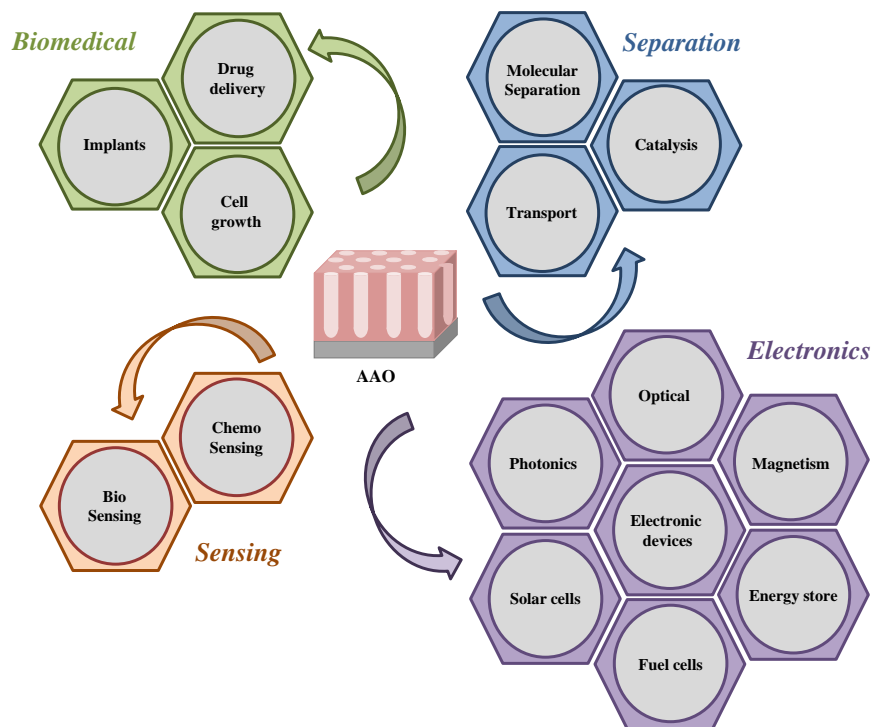 Biomedical
Drug
delivery
Implants
Cell
growth
Separation
Molecular
Separation
Catalysis
Transport
AAO
Chemo
Sensing
Bio
Sensing
Sensing
Electronics
Optical
Photonics
Magnetism
Electronic
devices
Solar cells
Energy store
Fuel cells